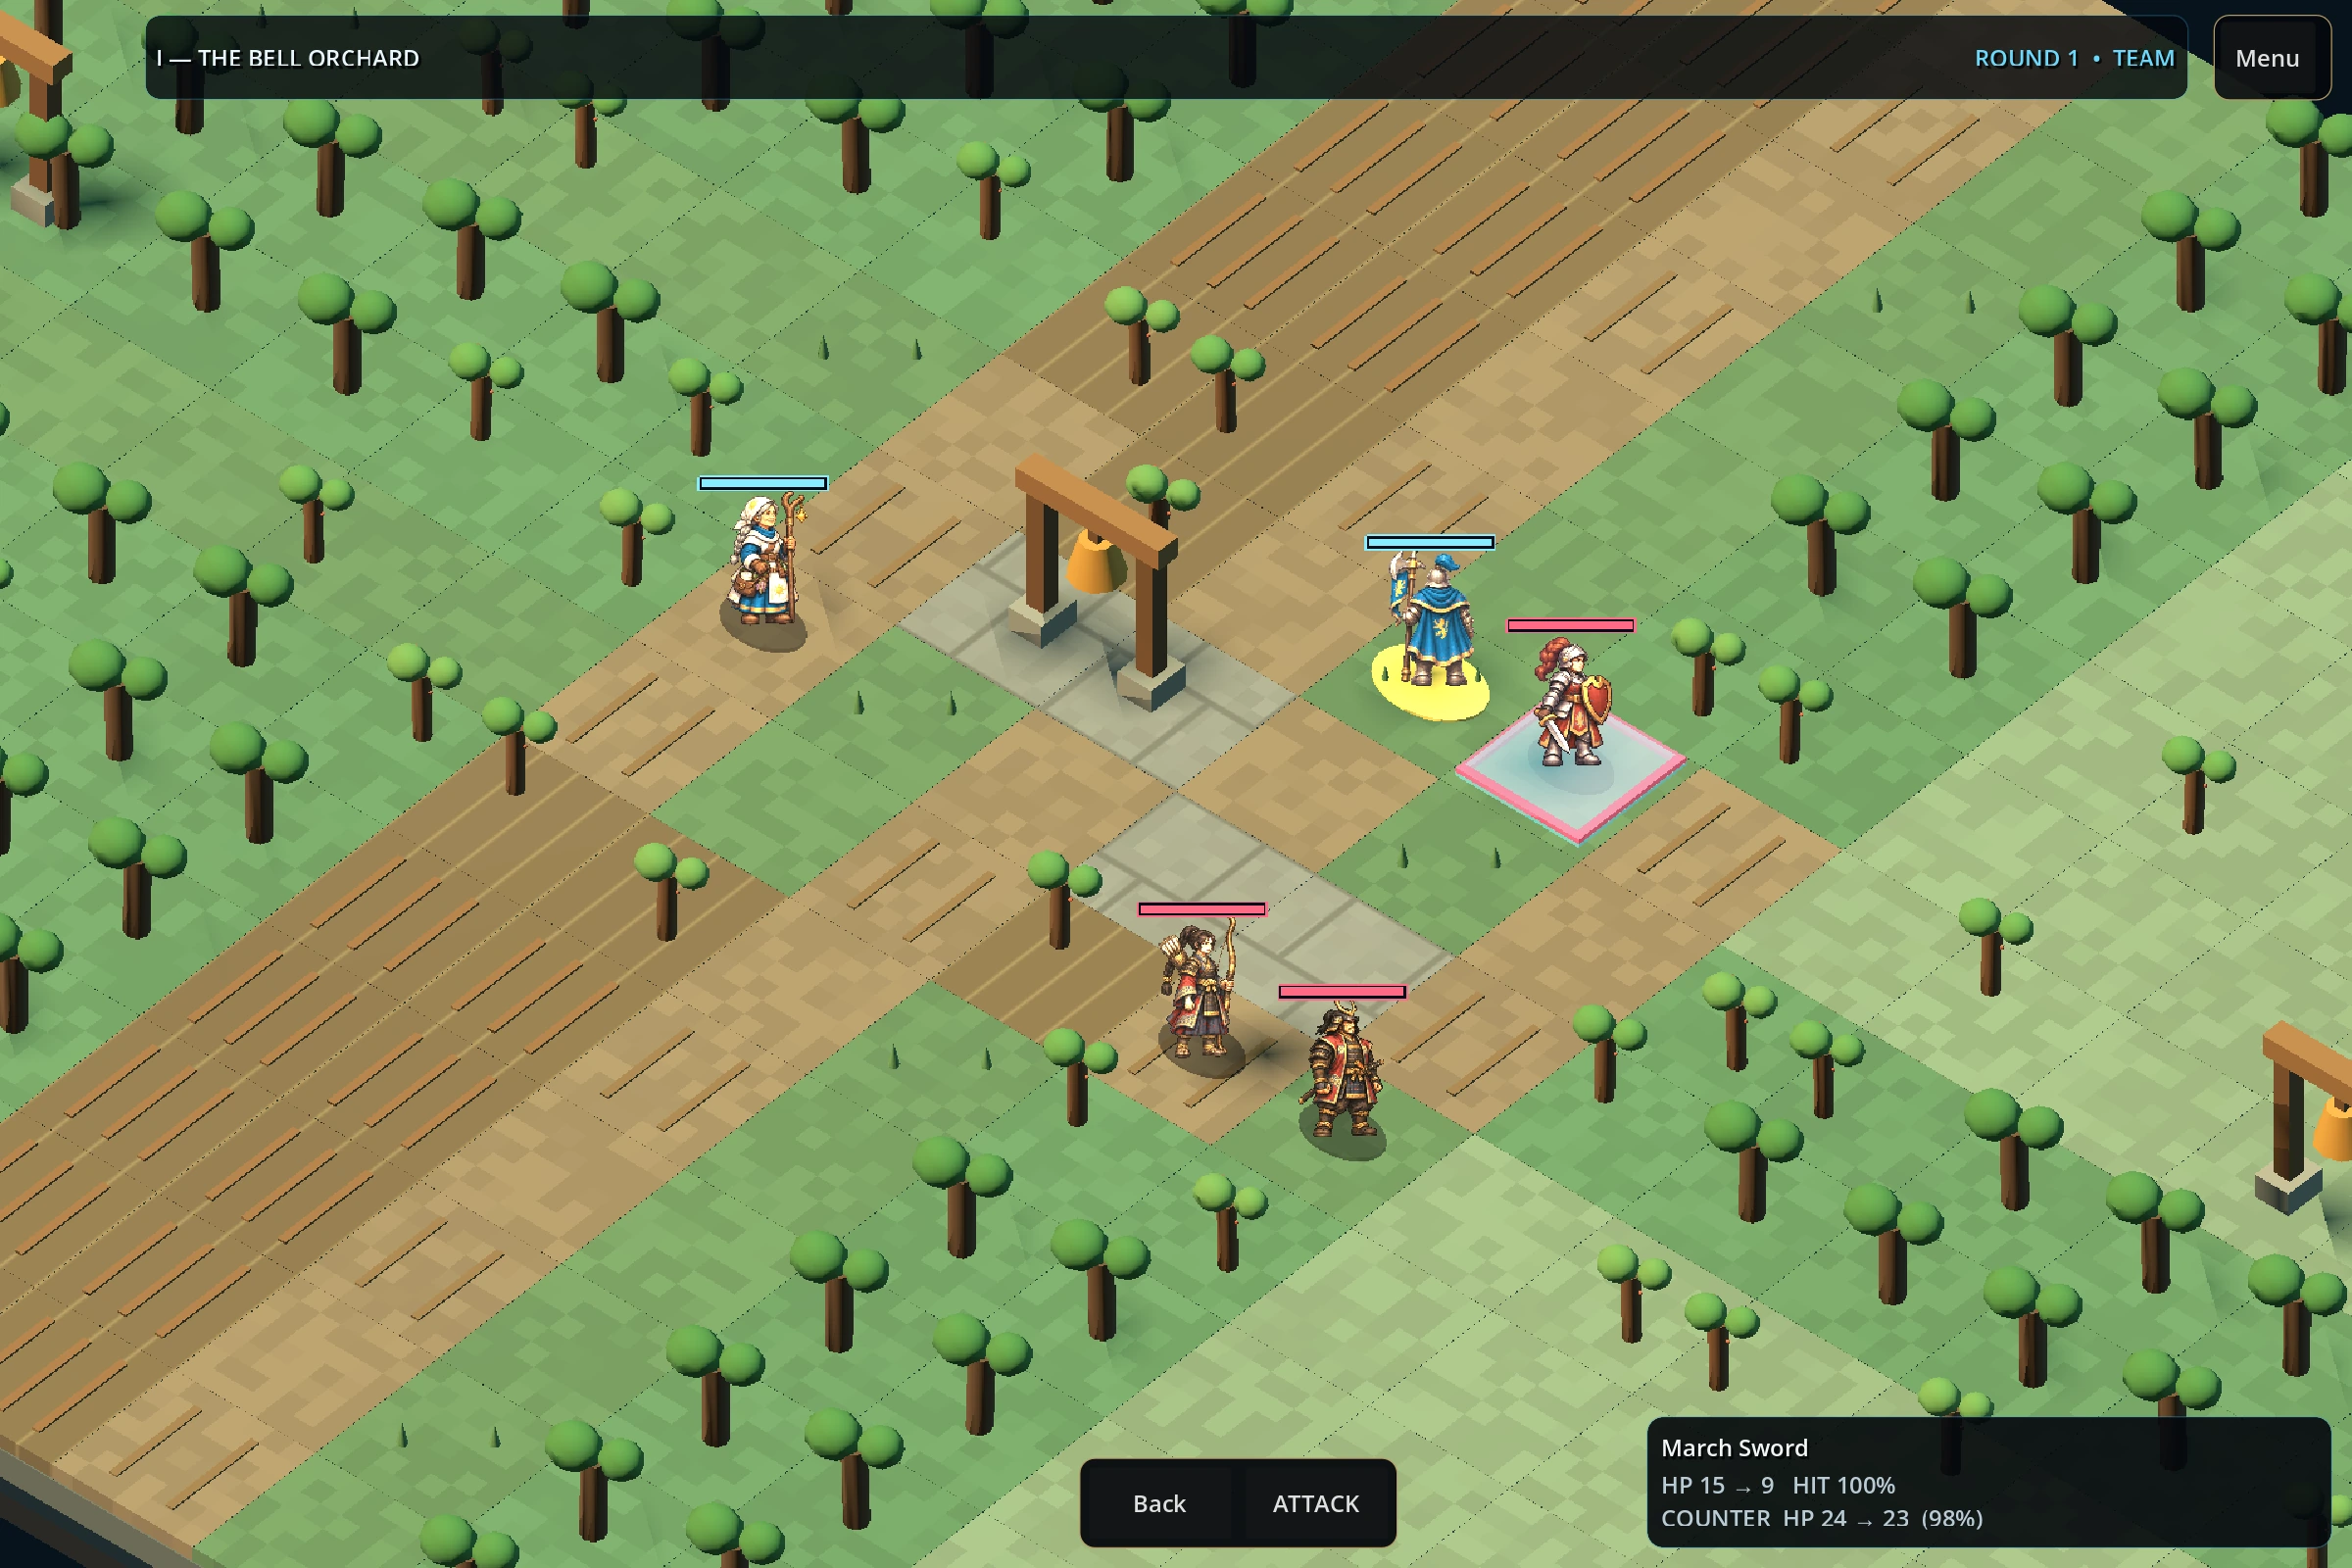 I — THE BELL ORCHARD
ROUND 1 • TEAM
Menu
March Sword
HP 15 → 9 HIT 100%
COUNTER HP 24 → 23 (98%)
Back
ATTACK